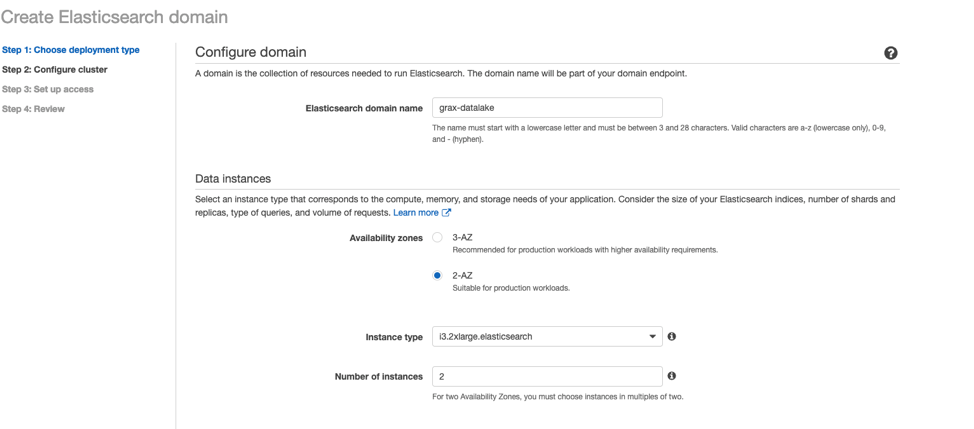 Create Elasticsearch domain
Step 1: Choose deployment type
Step 2: Configure cluster
Step 3: Set up access
Step 4: Review
Configure domain
A domain is the collection of resources needed to run Elasticsearch. The domain name will be part of your domain endpoint.
Elasticsearch domain name
grax-datalake
The name must start with a lowercase letter and must be between 3 and 28 characters. Valid characters are a-z (lowercase only), 0-9,
and - (hyphen).
Data instances
Select an instance type that corresponds to the compute, memory, and storage needs of your application. Consider the size of your Elasticsearch indices, number of shards and
replicas, type of queries, and volume of requests. Learn more
Availability zones
3-AZ
Recommended for production workloads with higher availability requirements.
2-AZ
Suitable for production workloads.
Instance type
i3.2xlarge.elasticsearch
Number of instances
2
For two Availability Zones, you must choose instances in multiples of two.